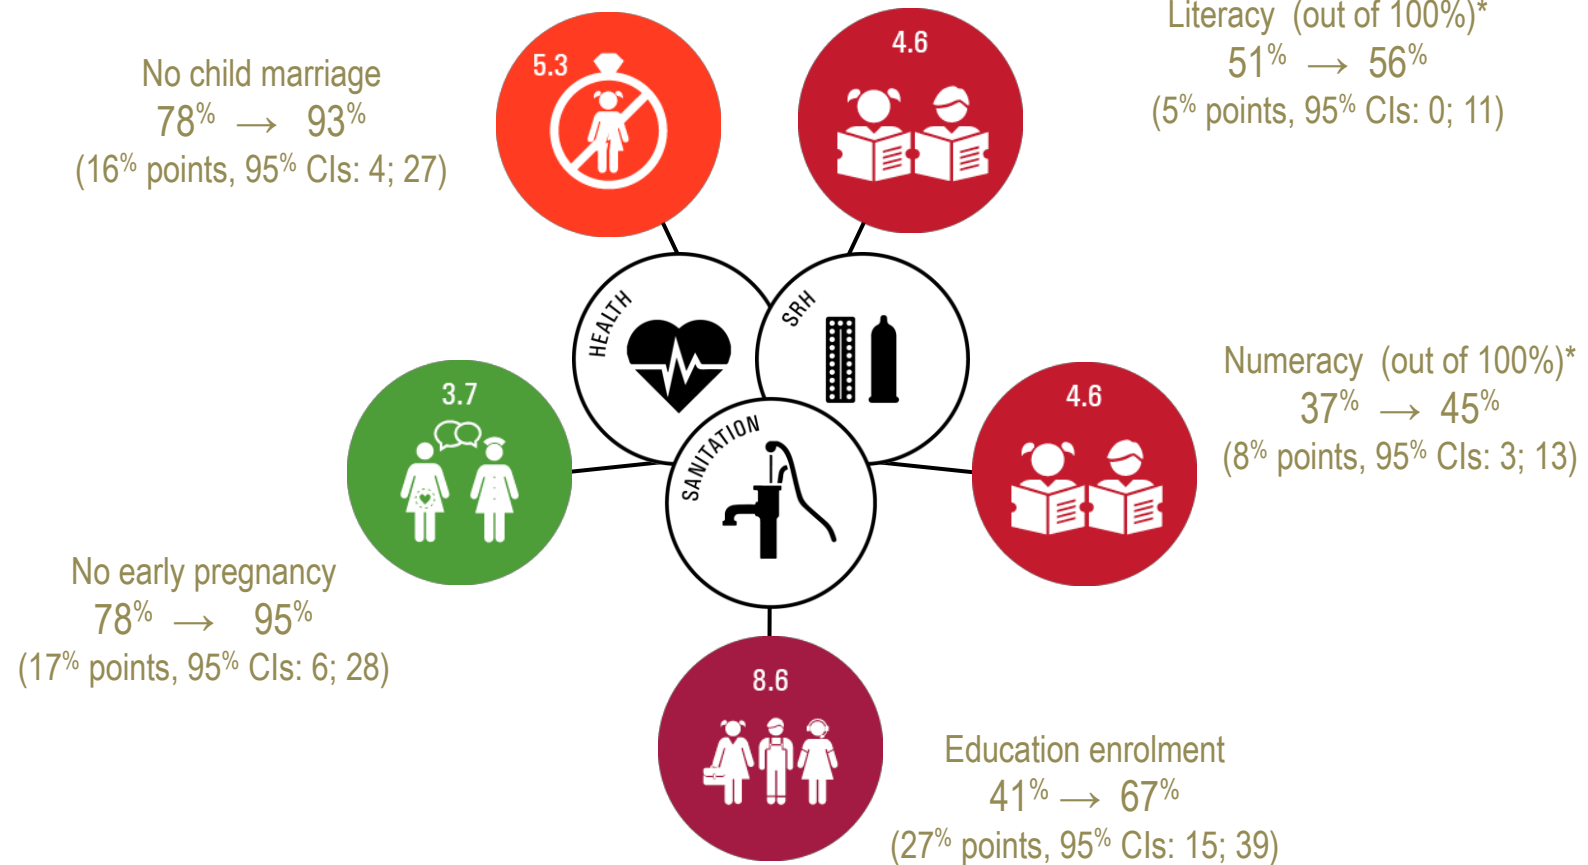 Literacy (out of 100%)*
51% → 56%
(5% points, 95% CIs: 0; 11)
4.6
5.3
No child marriage
78% → 93%
(16% points, 95% CIs: 4; 27)
HEALTH
SRH
SANITATION
Numeracy (out of 100%)*
37% → 45%
(8% points, 95% CIs: 3; 13)
4.6
3.7
No early pregnancy
78% → 95%
(17% points, 95% CIs: 6; 28)
8.6
Education enrolment
41% → 67%
(27% points, 95% CIs: 15; 39)